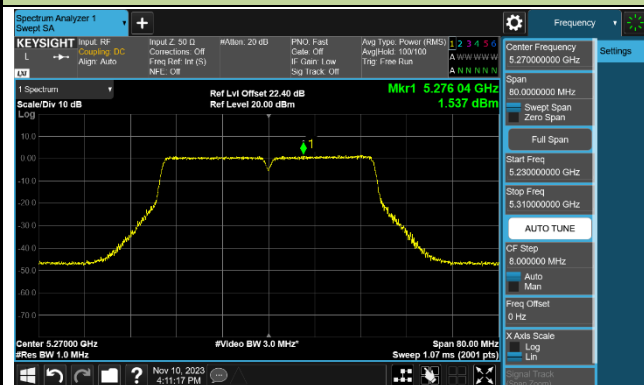 Spectrum Analyzer 1
Swept SA
+
Frequency
KEYSIGHT
L
LXI
Input: RF
Coupling: DC
Align: Auto
Input Z: 50 Ω
Corrections: Off
Freq Ref: Int (S)
NFE: Off
#Atten: 20 dB
PNO: Fast
Gate: Off
IF Gain: Low
Sig Track: Off
Avg Type: Power (RMS)
Avg|Hold: 100/100
Trig: Free Run
1 2 3 4 5 6
A W W W W W
A N N N N N
Center Frequency
5.270000000 GHz
Settings
Span
80.0000000 MHz
Swept Span
Zero Span
Full Span
Start Freq
5.230000000 GHz
Stop Freq
5.310000000 GHz
AUTO TUNE
CF Step
8.000000 MHz
Auto
Man
Freq Offset
0 Hz
X Axis Scale
Log
Lin
Signal Track
(Span Zoom)
1 Spectrum
Scale/Div 10 dB
Log
Ref Lvl Offset 22.40 dB
Ref Level 20.00 dBm
Mkr1 5.276 04 GHz
1.537 dBm
1
10.0
0.00
-10.0
-20.0
-30.0
-40.0
-50.0
-60.0
-70.0
Center 5.27000 GHz
#Res BW 1.0 MHz
#Video BW 3.0 MHz*
Span 80.00 MHz
Sweep 1.07 ms (2001 pts)
?
Nov 10, 2023
4:11:17 PM